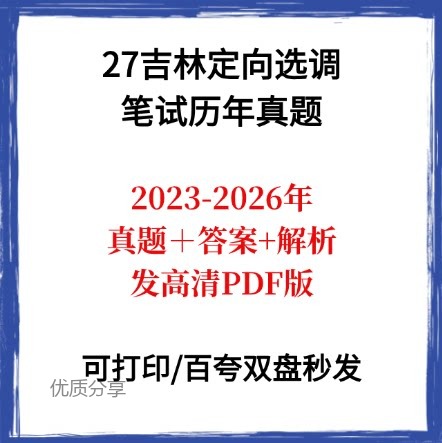 27吉林定向选调
笔试历年真题
2023-2026年
真题＋答案+解析
发高清PDF版
可打印/百夸双盘秒发
优质分享